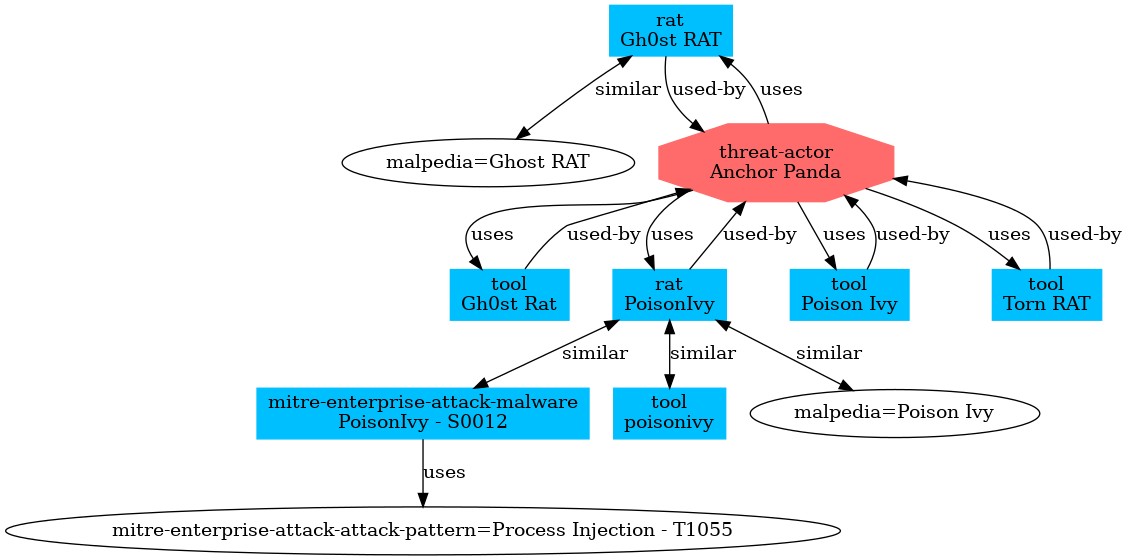 rat
Gh0st RAT
similar
used-by
uses
malpedia=Ghost RAT
threat-actor
Anchor Panda
uses
used-by
uses
used-by
uses
used-by
uses
used-by
tool
Gh0st Rat
rat
PoisonIvy
tool
Poison Ivy
tool
Torn RAT
similar
similar
similar
mitre-enterprise-attack-malware
PoisonIvy - S0012
tool
poisonivy
malpedia=Poison Ivy
uses
mitre-enterprise-attack-attack-pattern=Process Injection - T1055